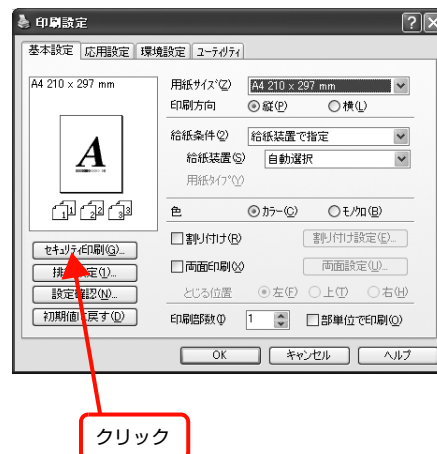 印刷設定
基本設定 応用設定 環境設定 ユーティリティ
A4 210 x 297 mm
用紙サイズ(Z) A4 210 x 297 mm
印刷方向 縦(P) 横(L)
給紙条件(2) 給紙装置で指定
給紙装置(S) 自動選択
用紙タイプ(Y)
A
1 1 2 2 3 3
色 カラー(C) モノクロ(B)
セキュリティ印刷(G)...
割り付け(R) 割り付け設定(E)...
両面印刷(X) 両面設定(U)...
設定確認(N)...
とじる位置 左(F) 上(T) 右(H)
初期値に戻す(D)
印刷部数(I) 1 部単位で印刷(O)
OK キャンセル ヘルプ
クリック